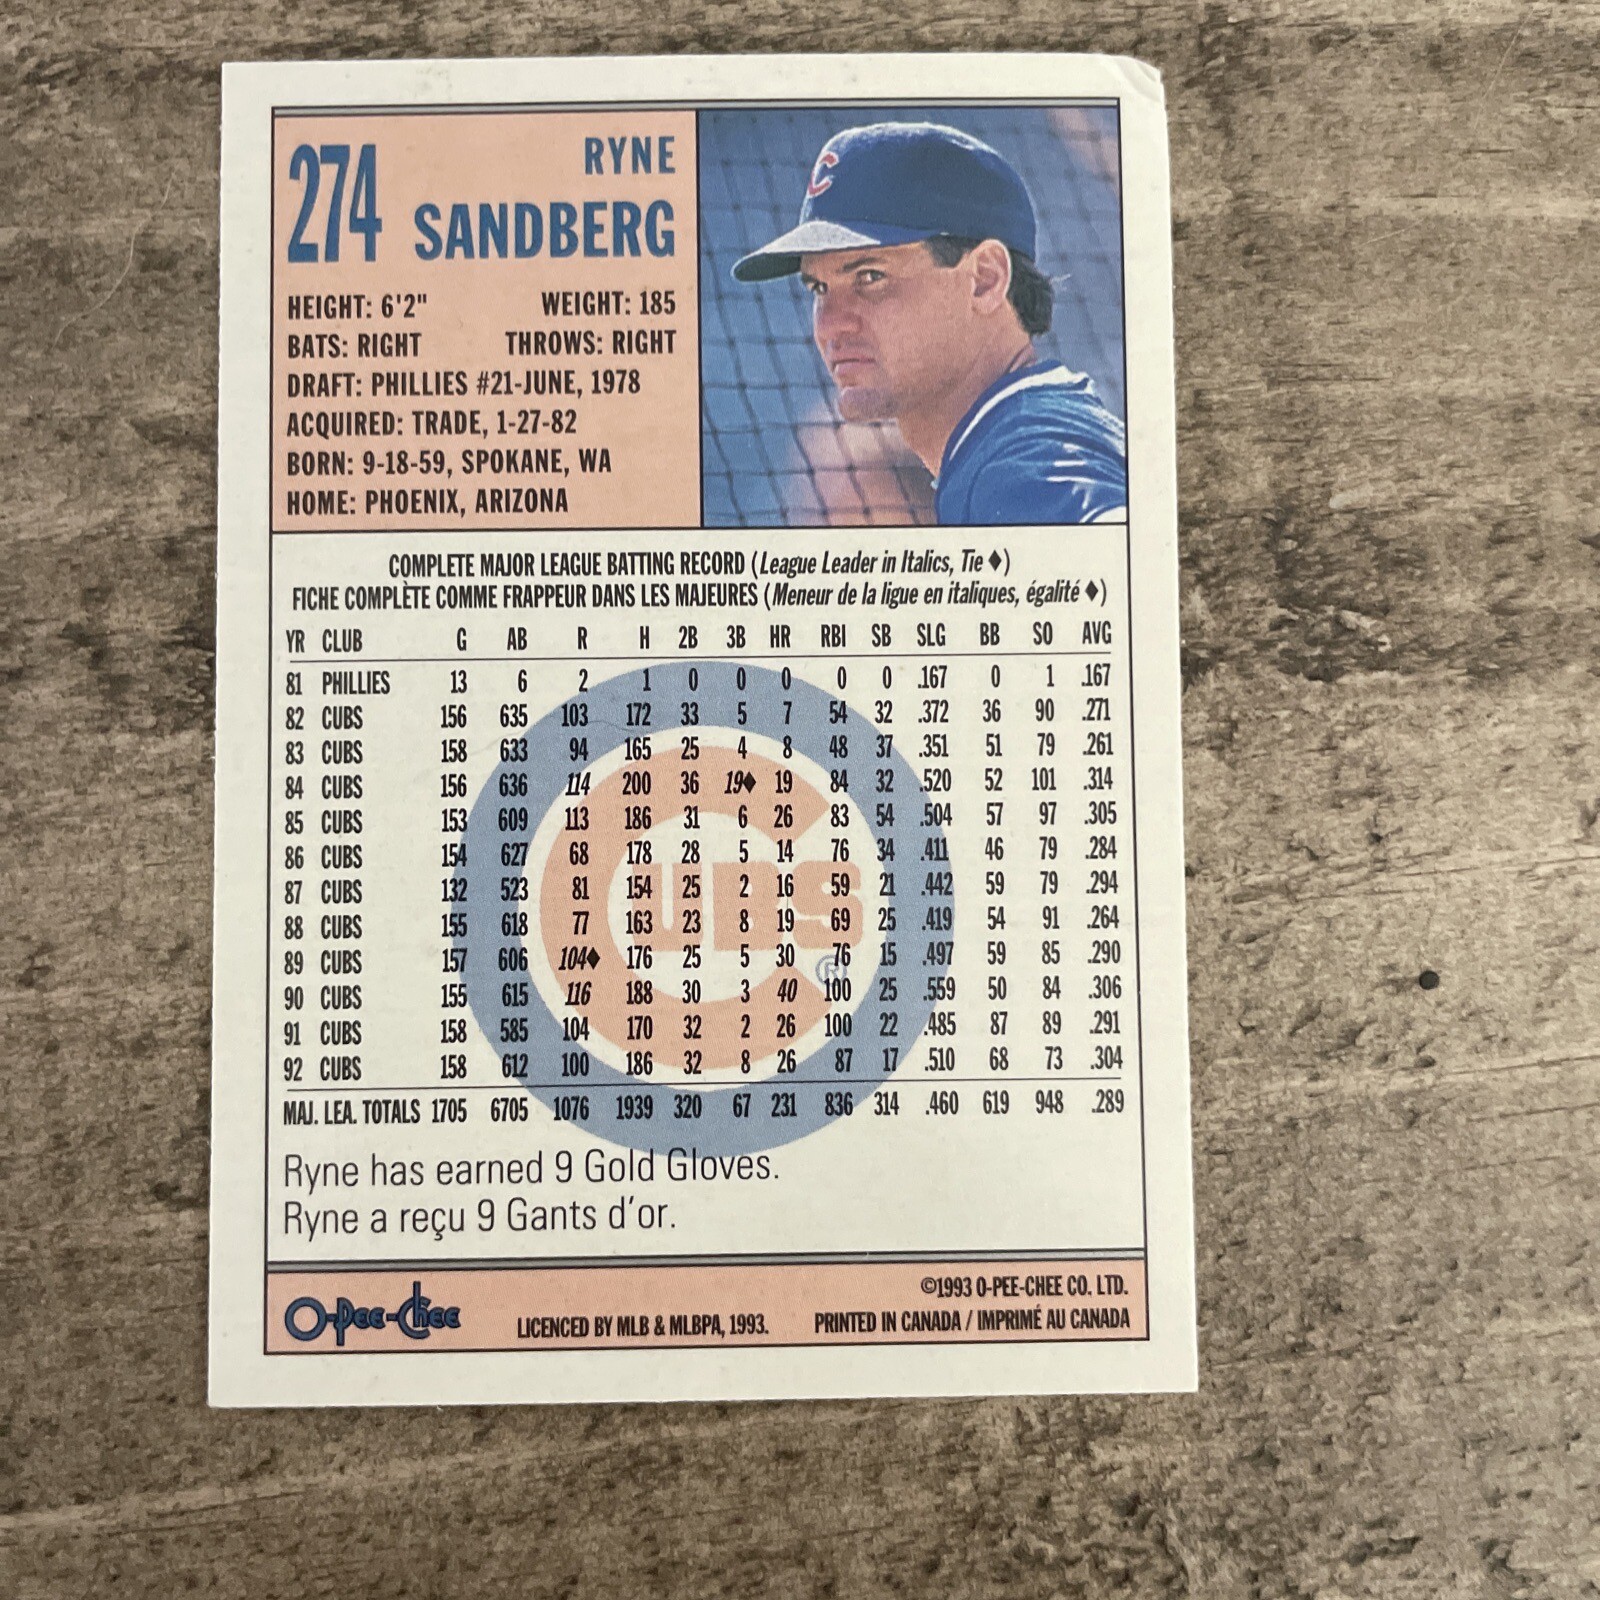 274
RYNE
SANDBERG
HEIGHT: 6'2" WEIGHT: 185
BATS: RIGHT THROWS: RIGHT
DRAFT: PHILLIES #21-JUNE, 1978
ACQUIRED: TRADE, 1-27-82
BORN: 9-18-59, SPOKANE, WA
HOME: PHOENIX, ARIZONA
C
COMPLETE MAJOR LEAGUE BATTING RECORD (League Leader in Italics, Tie ♦)
FICHE COMPLÈTE COMME FRAPPEUR DANS LES MAJEURES (Meneur de la ligue en italiques, égalité ♦)
YR CLUB G AB R H 2B 3B HR RBI SB SLG BB SO AVG
81 PHILLIES 13 6 2 1 0 0 0 0 0 .167 0 1 .167
82 CUBS 156 635 103 172 33 5 7 54 32 .372 36 90 .271
83 CUBS 158 633 94 165 25 4 8 48 37 .351 51 79 .261
84 CUBS 156 636 114 200 36 19♦ 19 84 32 .520 52 101 .314
85 CUBS 153 609 113 186 31 6 26 83 54 .504 57 97 .305
86 CUBS 154 627 68 178 28 5 14 76 34 .411 46 79 .284
87 CUBS 132 523 81 154 25 2 16 59 21 .442 59 79 .294
88 CUBS 155 618 77 163 23 8 19 69 25 .419 54 91 .264
89 CUBS 157 606 104♦ 176 25 5 30 76 15 .497 59 85 .290
90 CUBS 155 615 116 188 30 3 40 100 25 .559 50 84 .306
91 CUBS 158 585 104 170 32 2 26 100 22 .485 87 89 .291
92 CUBS 158 612 100 186 32 8 26 87 17 .510 68 73 .304
MAJ. LEA. TOTALS 1705 6705 1076 1939 320 67 231 836 314 .460 619 948 .289
CUBS ®
Ryne has earned 9 Gold Gloves.
Ryne a reçu 9 Gants d'or.
O-Pee-Chee
©1993 O-PEE-CHEE CO. LTD.
LICENCED BY MLB & MLBPA, 1993. PRINTED IN CANADA / IMPRIMÉ AU CANADA